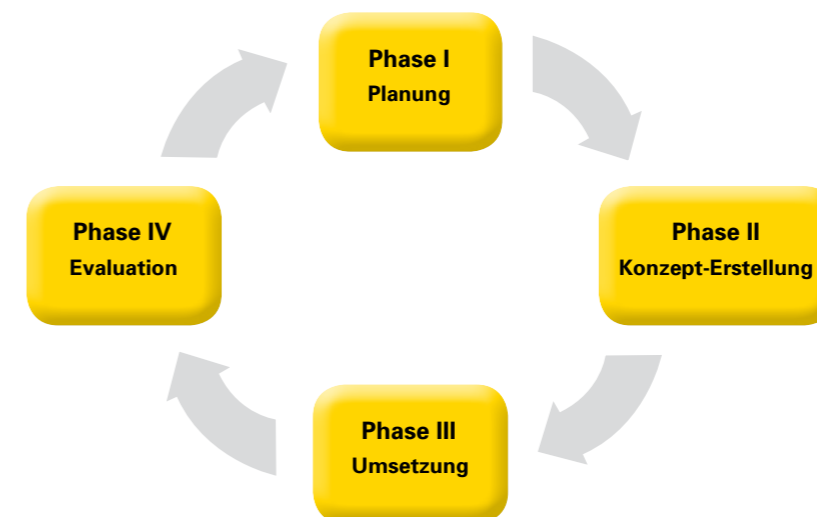 Phase I
Planung
Phase II
Konzept-Erstellung
Phase III
Umsetzung
Phase IV
Evaluation